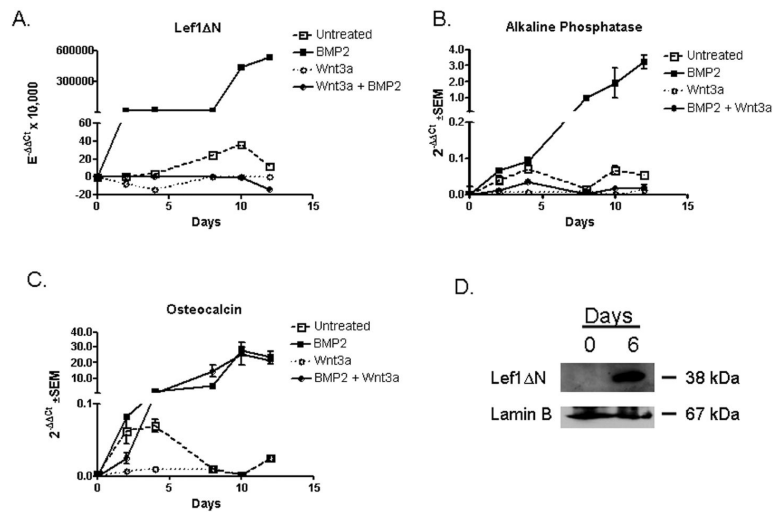 A.
Lef1ΔN
E-ΔΔCt x 10,000
600000
300000
60
40
20
0
-20
0
5
10
15
Days
Untreated
BMP2
Wnt3a
Wnt3a + BMP2
B.
Alkaline Phosphatase
2-ΔΔCt ±SEM
4.0
3.0
2.0
1.0
0.1
0.0
0
5
10
15
Days
Untreated
BMP2
Wnt3a
BMP2 + Wnt3a
C.
Osteocalcin
2-ΔΔCt ±SEM
40.0
30.0
20.0
10.0
0.1
0.0
0
5
10
15
Days
Untreated
BMP2
Wnt3a
BMP2 + Wnt3a
D.
Days
0 6
Lef1ΔN 38 kDa
Lamin B 67 kDa